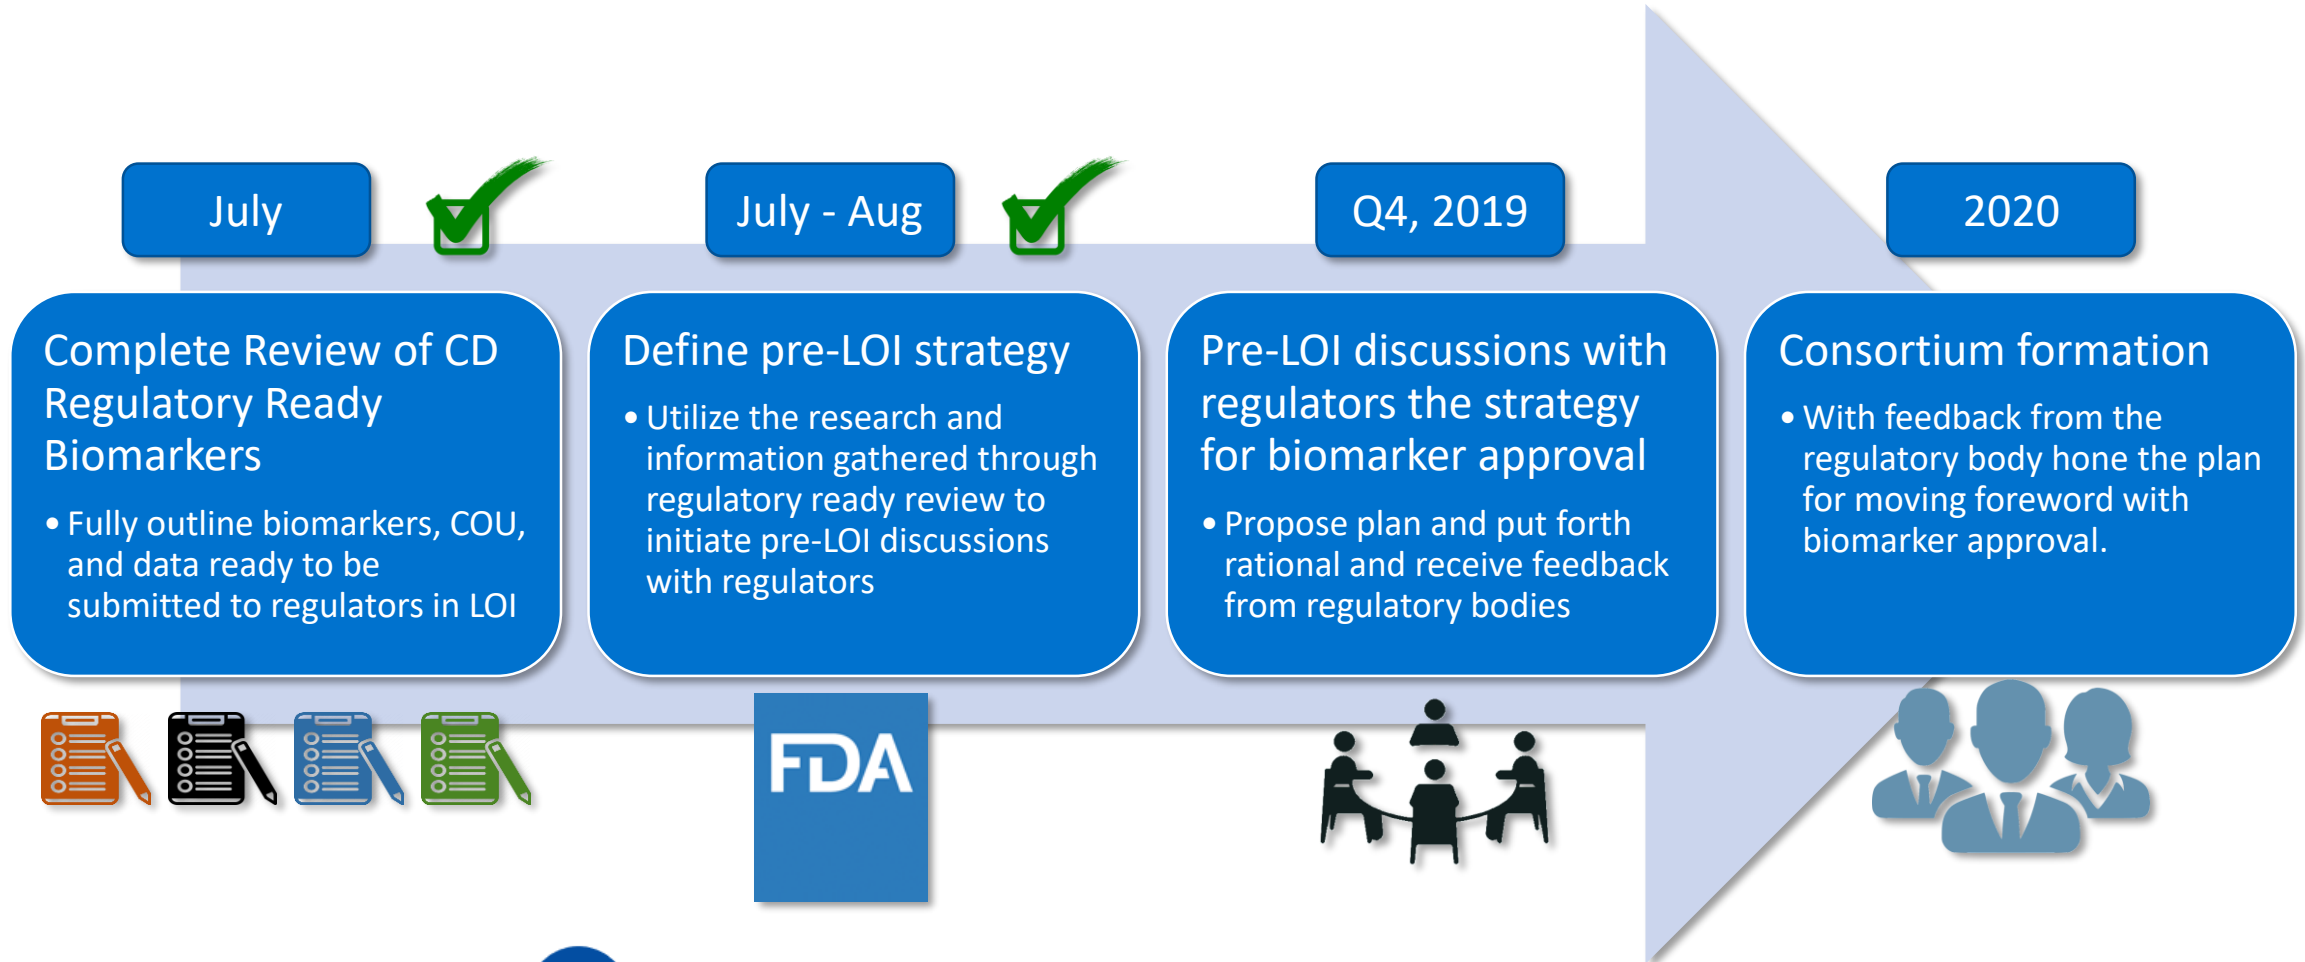 July
July - Aug
Q4, 2019
2020
Complete Review of CD
Regulatory Ready
Biomarkers
• Fully outline biomarkers, COU,
and data ready to be
submitted to regulators in LOI
Define pre-LOI strategy
• Utilize the research and
information gathered through
regulatory ready review to
initiate pre-LOI discussions
with regulators
Pre-LOI discussions with
regulators the strategy
for biomarker approval
• Propose plan and put forth
rational and receive feedback
from regulatory bodies
Consortium formation
• With feedback from the
regulatory body hone the plan
for moving foreword with
biomarker approval.
FDA